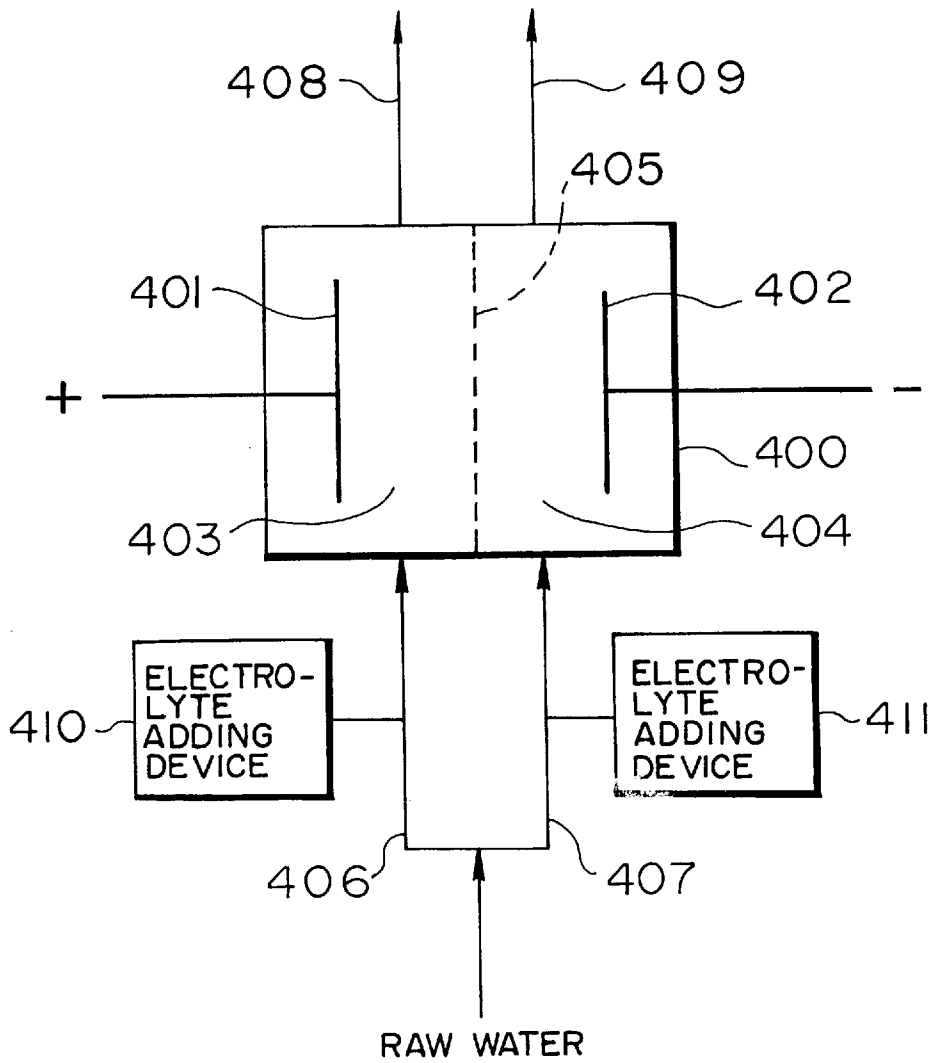 408
409
405
401
402
+
-
400
403
404
ELECTRO-
LYTE
ADDING
DEVICE
ELECTRO-
LYTE
ADDING
DEVICE
410
411
406
407
RAW WATER